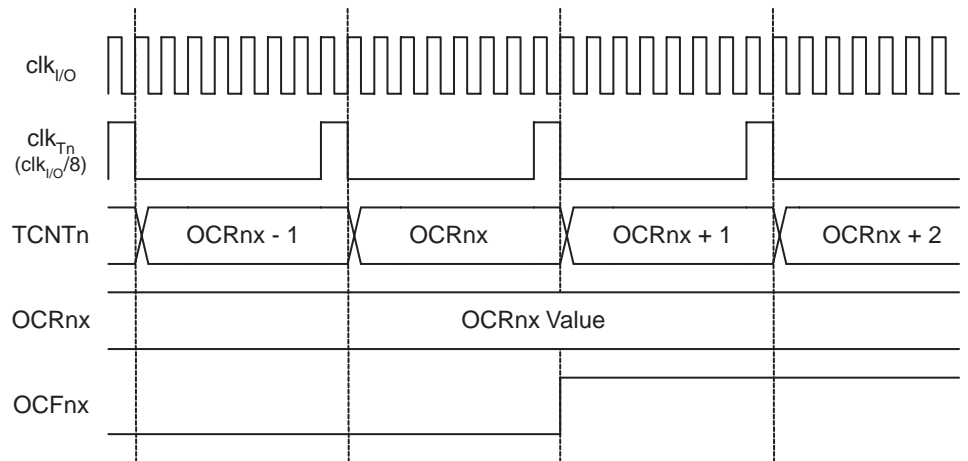 clkI/O
clkTn
(clkI/O/8)
TCNTn OCRnx - 1 OCRnx OCRnx + 1 OCRnx + 2
OCRnx OCRnx Value
OCFnx